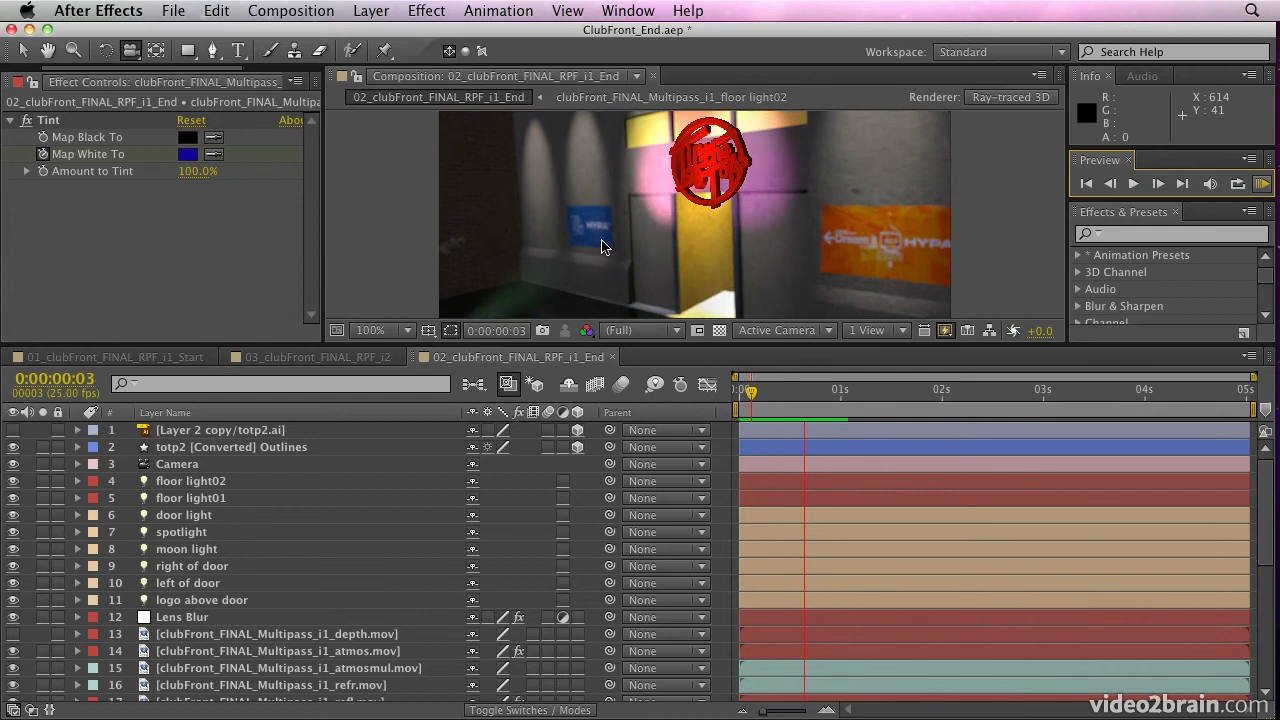 After Effects File Edit Composition Layer Effect Animation View Window Help
ClubFront_End.aep *
Workspace: Standard Search Help
Effect Controls: clubFront_FINAL_Multipass_
Composition: 02_clubFront_FINAL_RPF_i1_End
Info Audio
02_clubFront_FINAL_RPF_i1_End • clubFront_FINAL_Multipa
02_clubFront_FINAL_RPF_i1_End clubFront_FINAL_Multipass_i1_floor light02 Renderer: Ray-traced 3D
R : X : 614
G : Y : 41
B :
A : 0
fx Tint Reset Abou
Map Black To
Map White To
Amount to Tint 100.0%
Preview
Effects & Presets
* Animation Presets
3D Channel
Audio
Blur & Sharpen
Channel
HYPA
HYPA
100% 0:00:00:03 (Full) Active Camera 1 View +0.0
01_clubFront_FINAL_RPF_i1_Start 03_clubFront_FINAL_RPF_i2 02_clubFront_FINAL_RPF_i1_End
0:00:00:03
00003 (25.00 fps)
01s 02s 03s 04s 05s
# Layer Name fx Parent
1 [Layer 2 copy/totp2.ai] None
2 totp2 [Converted] Outlines None
3 Camera None
4 floor light02 None
5 floor light01 None
6 door light None
7 spotlight None
8 moon light None
9 right of door None
10 left of door None
11 logo above door None
12 Lens Blur fx None
13 [clubFront_FINAL_Multipass_i1_depth.mov] None
14 [clubFront_FINAL_Multipass_i1_atmos.mov] fx None
15 [clubFront_FINAL_Multipass_i1_atmosmul.mov] None
16 [clubFront_FINAL_Multipass_i1_refr.mov] None
Toggle Switches / Modes
video2brain.com